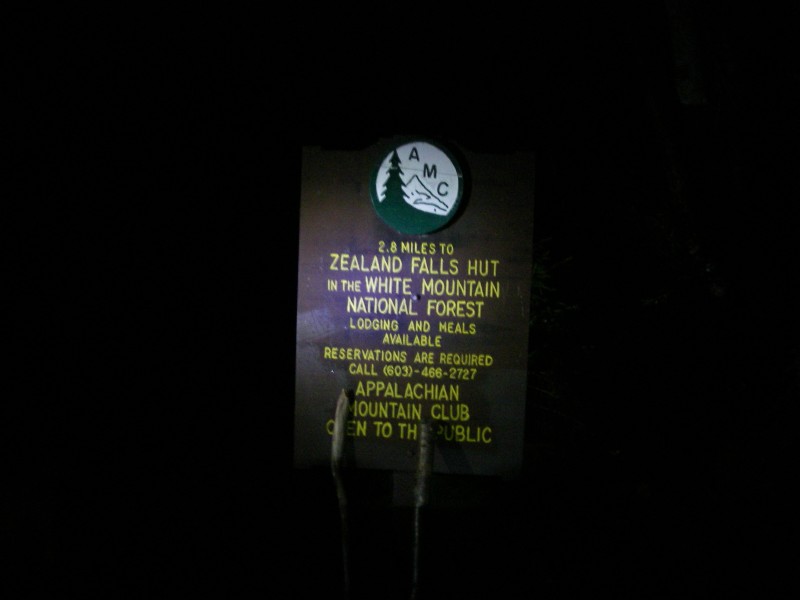 AMC
2.8 MILES TO
ZEALAND FALLS HUT
IN THE WHITE MOUNTAIN
NATIONAL FOREST
LODGING AND MEALS
AVAILABLE
RESERVATIONS ARE REQUIRED
CALL (603)-466-2727
APPALACHIAN
MOUNTAIN CLUB
OPEN TO THE PUBLIC